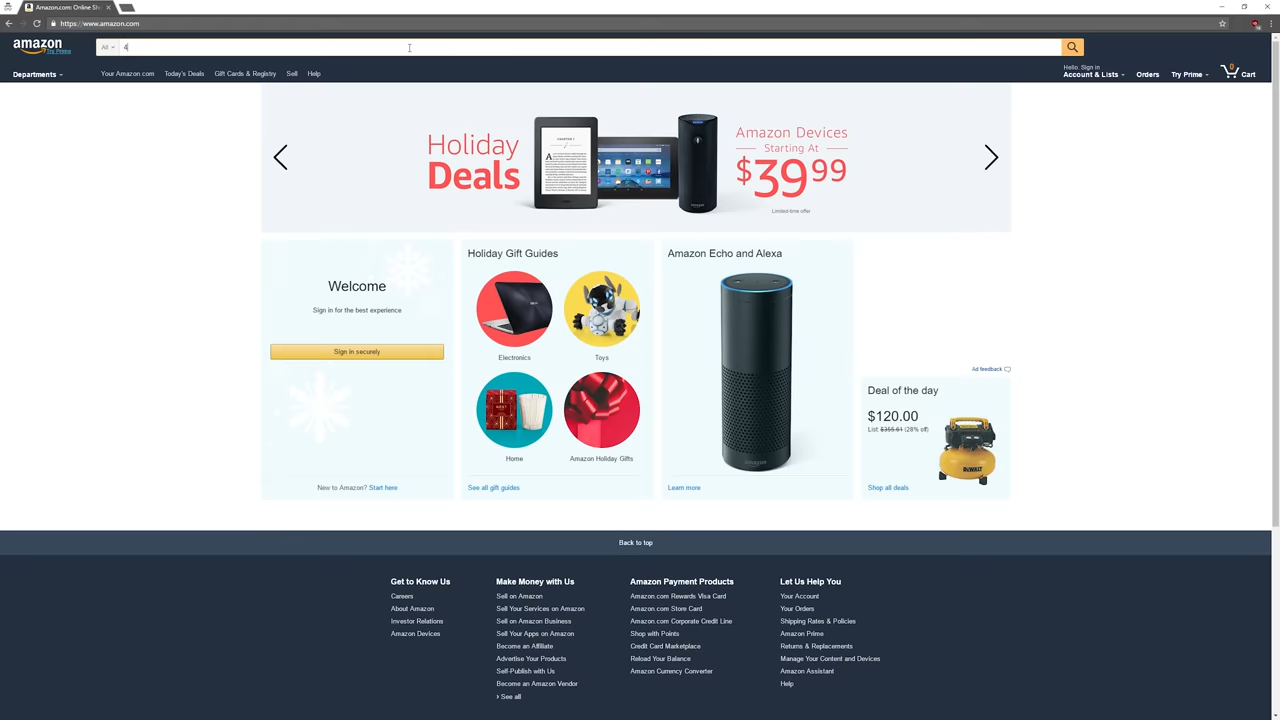 Amazon.com: Online Sh
https://www.amazon.com
amazon
Try Prime
All
4
Departments
Your Amazon.com
Today's Deals
Gift Cards & Registry
Sell
Help
Hello. Sign in
Account & Lists
Orders
Try Prime
0
Cart
Holiday
Deals
Amazon Devices
Starting At
$39.99
Limited-time offer
Welcome
Sign in for the best experience
Sign in securely
New to Amazon? Start here
Holiday Gift Guides
Electronics
Toys
Home
Amazon Holiday Gifts
See all gift guides
Amazon Echo and Alexa
Learn more
Ad feedback
Deal of the day
$120.00
(28% off)
DEWALT
Shop all deals
Back to top
Get to Know Us
Careers
About Amazon
Investor Relations
Amazon Devices
Make Money with Us
Sell on Amazon
Sell Your Services on Amazon
Sell on Amazon Business
Sell Your Apps on Amazon
Become an Affiliate
Advertise Your Products
Self-Publish with Us
Become an Amazon Vendor
› See all
Amazon Payment Products
Amazon.com Rewards Visa Card
Amazon.com Store Card
Amazon.com Corporate Credit Line
Shop with Points
Credit Card Marketplace
Reload Your Balance
Amazon Currency Converter
Let Us Help You
Your Account
Your Orders
Shipping Rates & Policies
Amazon Prime
Returns & Replacements
Manage Your Content and Devices
Amazon Assistant
Help